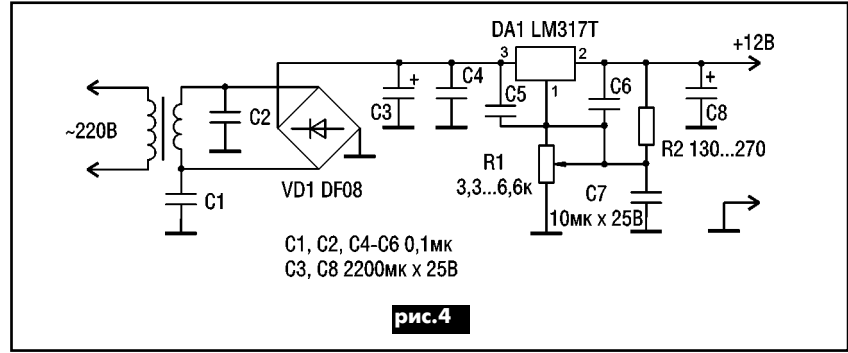 DA1 LM317T
+12В
3
2
1
C4
C6
C5
C3
+
+
C8
C2
~220В
R2 130...270
R1
3,3...6,6к
VD1 DF08
C7
10мк x 25В
C1
C1, C2, C4-C6 0,1мк
C3, C8 2200мк x 25В
рис.4